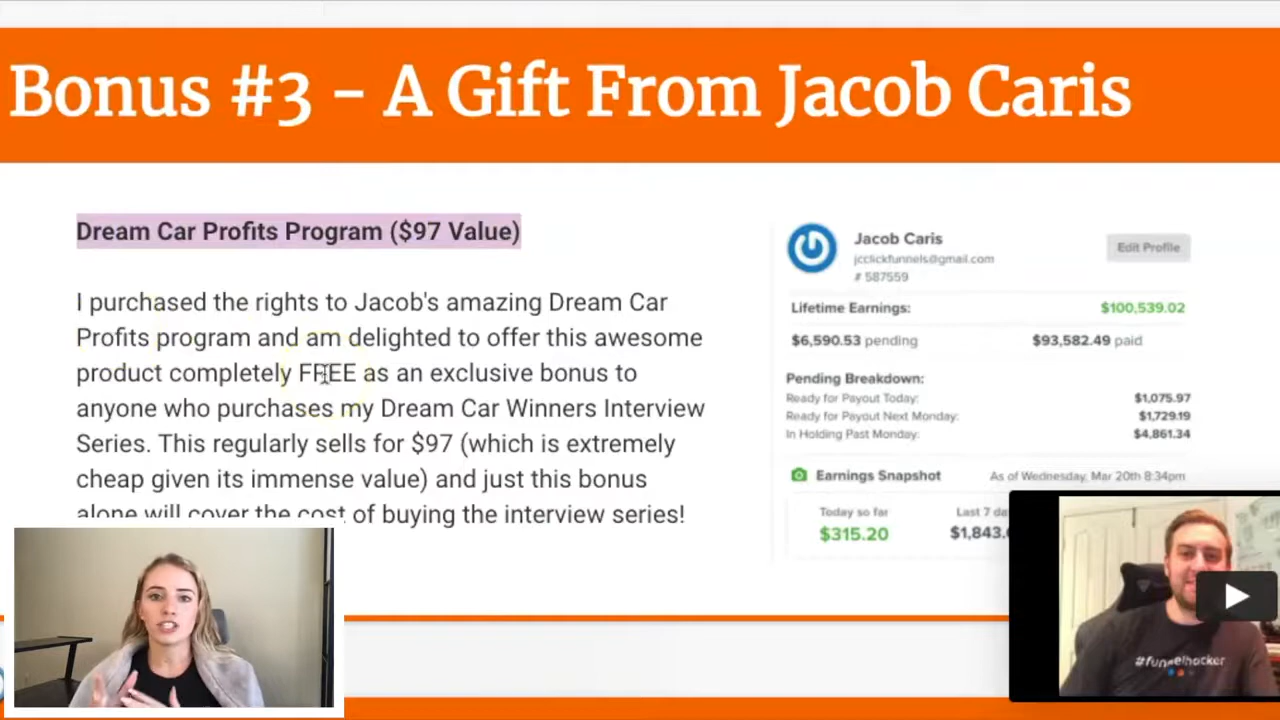 Bonus #3 - A Gift From Jacob Caris
Dream Car Profits Program ($97 Value)
I purchased the rights to Jacob's amazing Dream Car
Profits program and am delighted to offer this awesome
product completely FREE as an exclusive bonus to
anyone who purchases my Dream Car Winners Interview
Series. This regularly sells for $97 (which is extremely
cheap given its immense value) and just this bonus
alone will cover the cost of buying the interview series!
Jacob Caris
Edit Profile
jcclickfunnels@gmail.com
# 587559
Lifetime Earnings: $100,539.02
$6,590.53 pending $93,582.49 paid
Pending Breakdown:
Ready for Payout Today: $1,075.97
Ready for Payout Next Monday: $1,729.19
In Holding Past Monday: $4,861.34
Earnings Snapshot As of Wednesday, Mar 20th 8:34pm
Today so far Last 7 da
$315.20 $1,843.
#funnelhacker